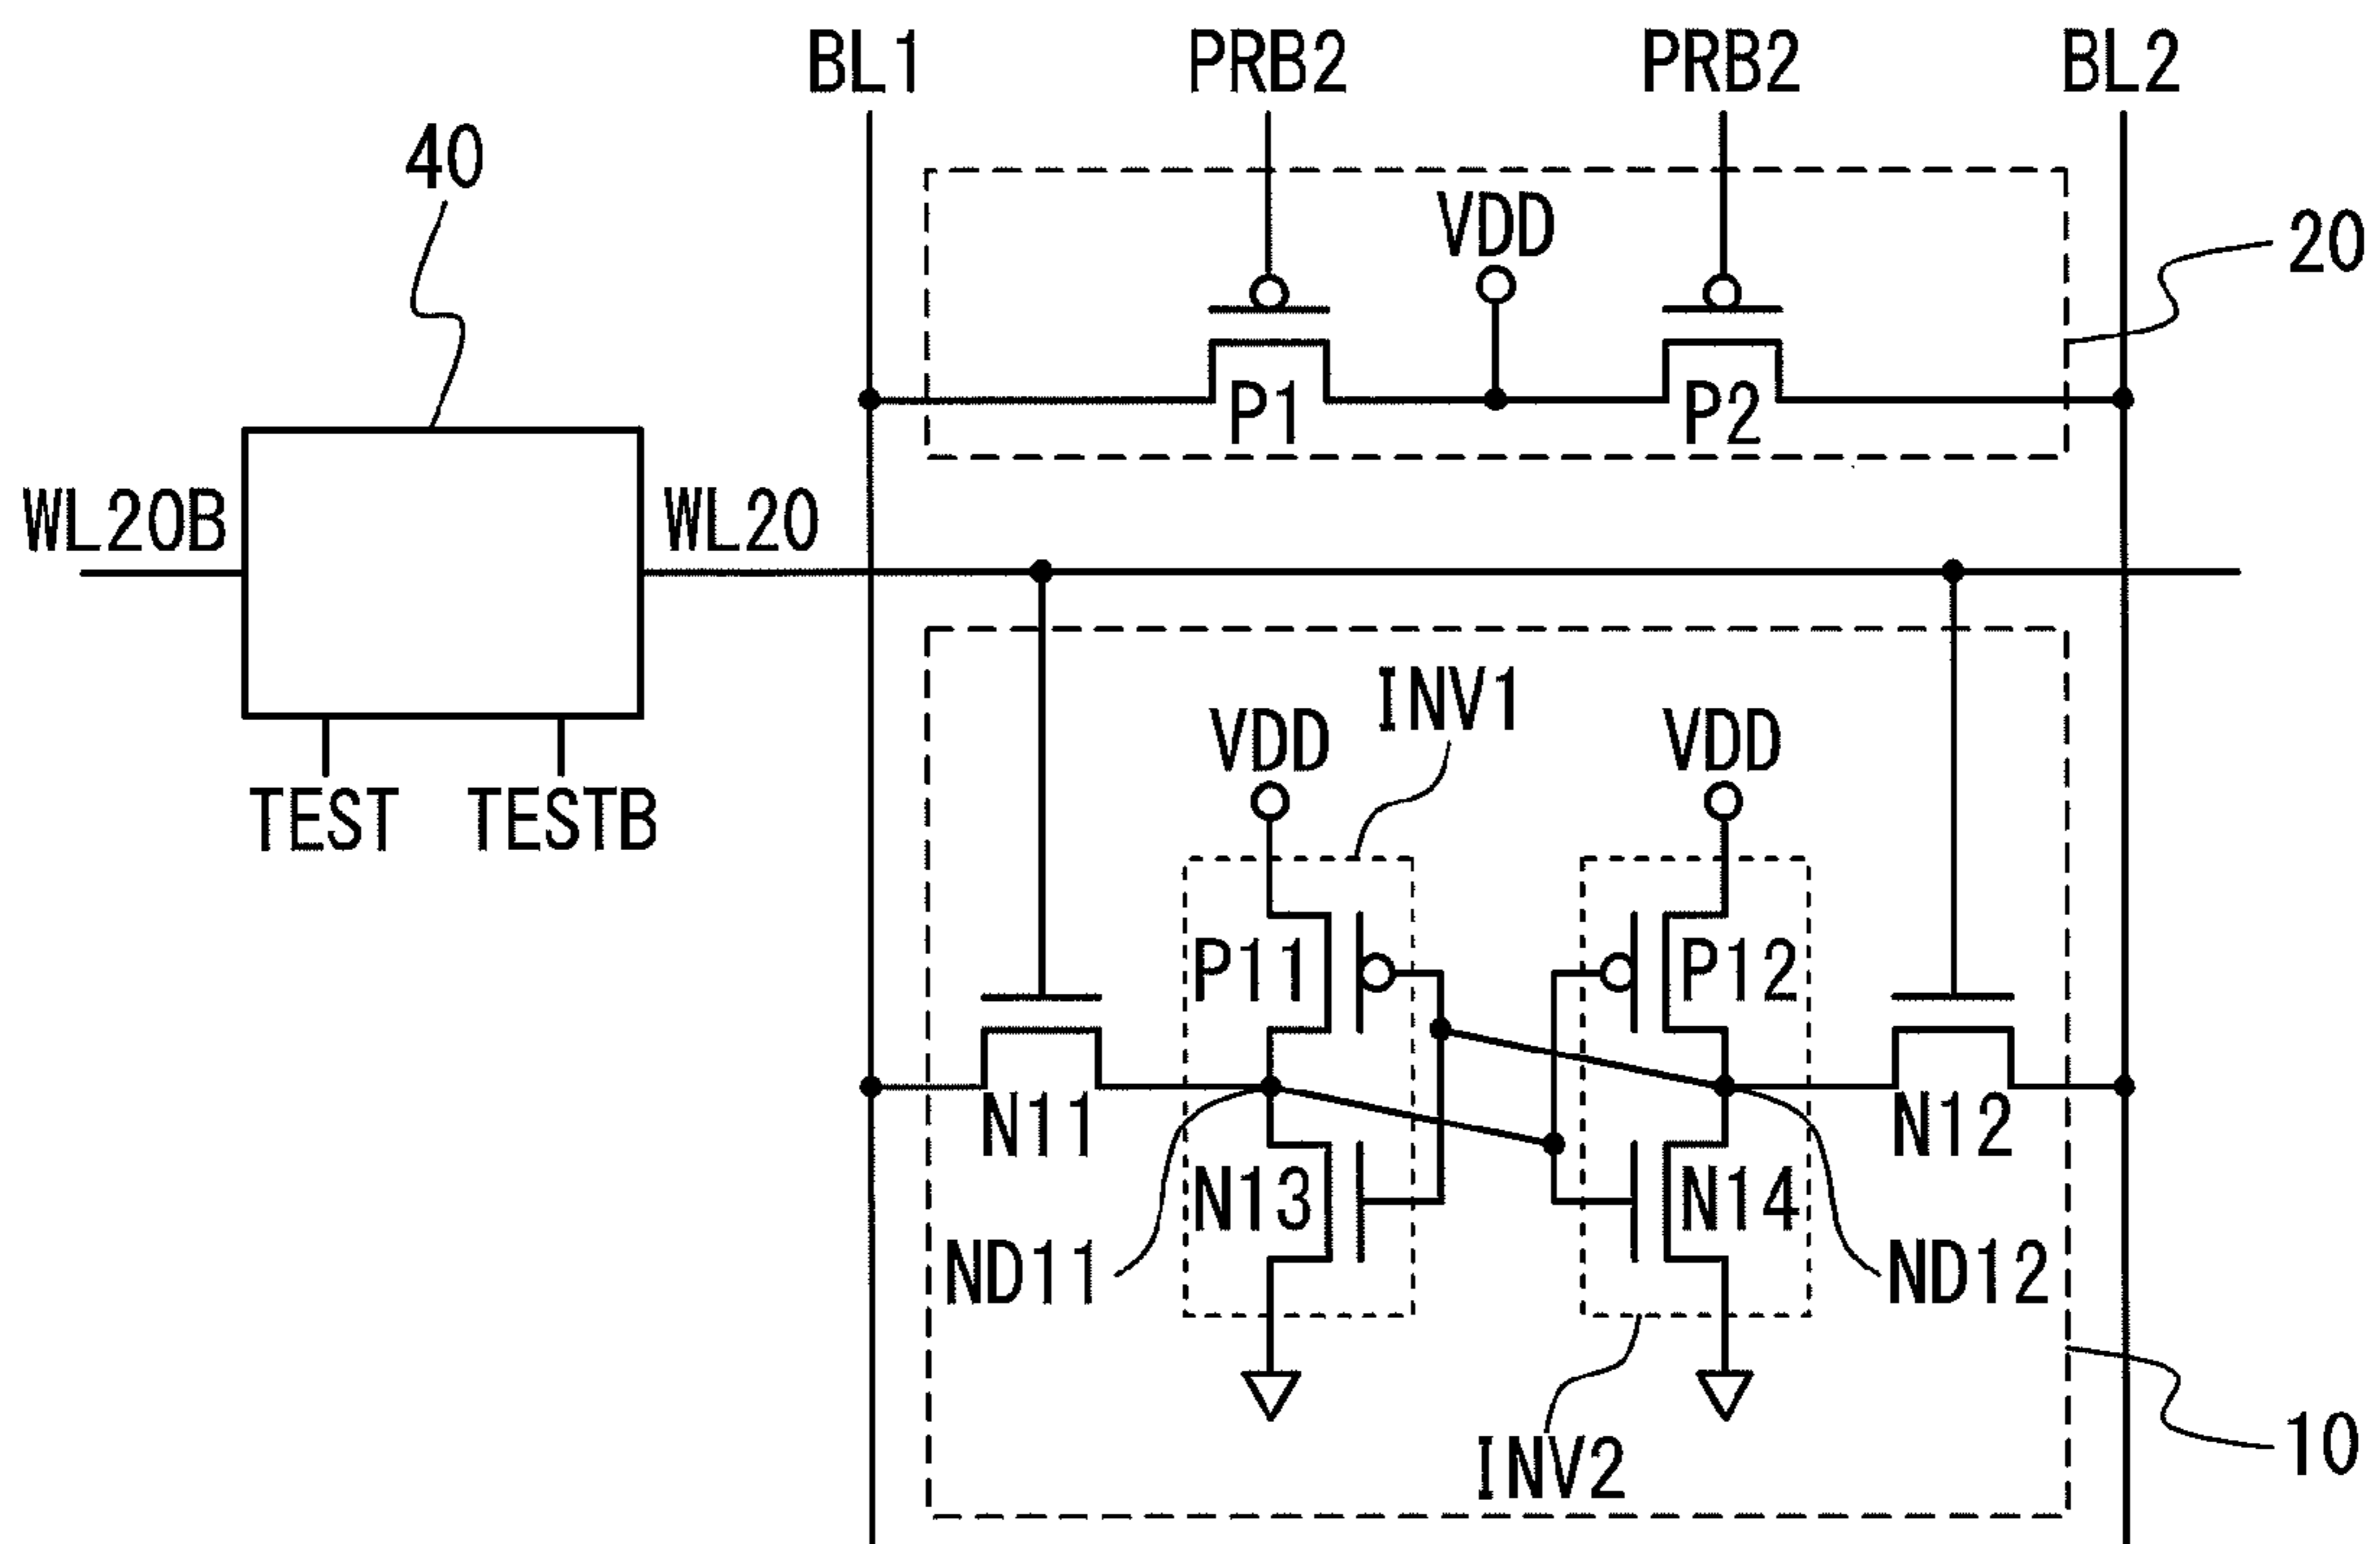 BL1 PRB2 PRB2 BL2
40
VDD
20
P1 P2
WL20B WL20
INV1
VDD VDD
TEST TESTB
P11 P12
N11 N12
N13 N14
ND11 ND12
10
INV2